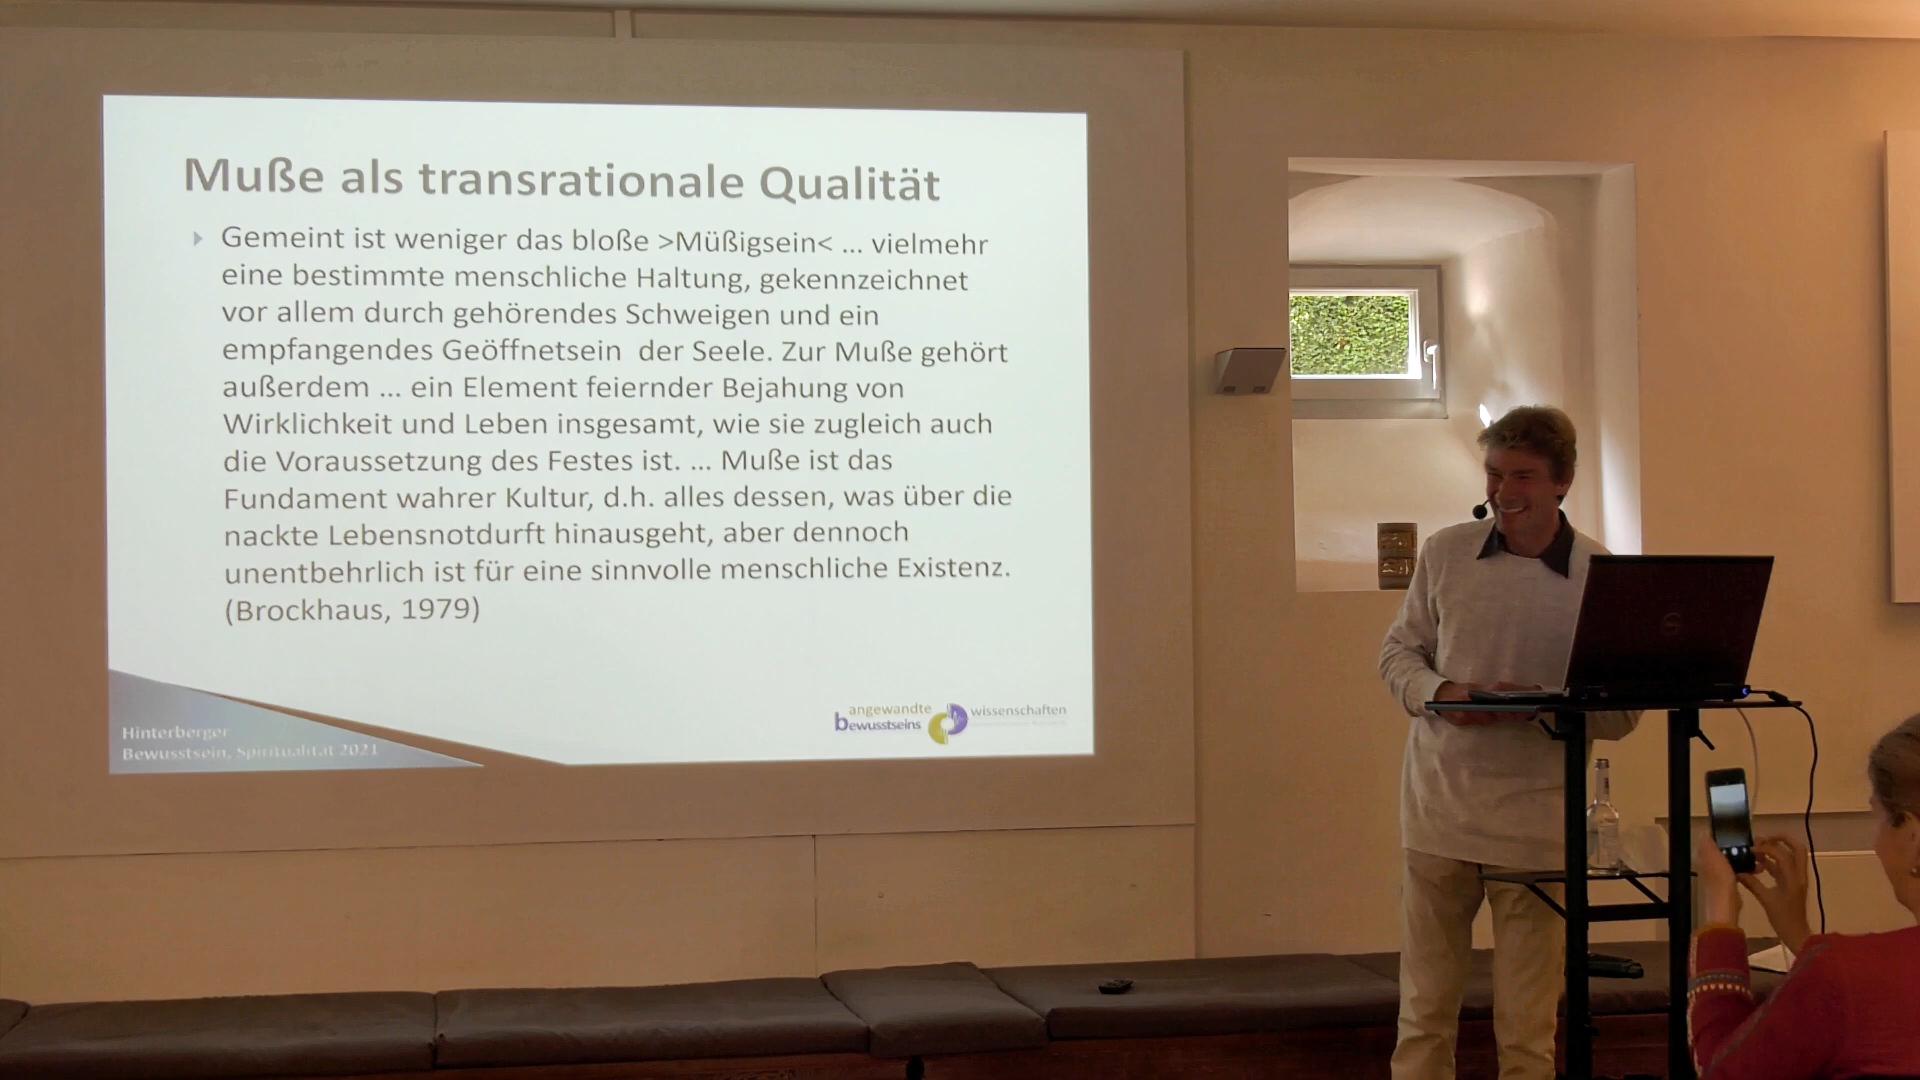 Muße als transrationale Qualität
Gemeint ist weniger das bloße >Müßigsein< ... vielmehr
eine bestimmte menschliche Haltung, gekennzeichnet
vor allem durch gehörendes Schweigen und ein
empfangendes Geöffnetsein der Seele. Zur Muße gehört
außerdem ... ein Element feiernder Bejahung von
Wirklichkeit und Leben insgesamt, wie sie zugleich auch
die Voraussetzung des Festes ist. ... Muße ist das
Fundament wahrer Kultur, d.h. alles dessen, was über die
nackte Lebensnotdurft hinausgeht, aber dennoch
unentbehrlich ist für eine sinnvolle menschliche Existenz.
(Brockhaus, 1979)
Hinterberger
Bewusstsein, Spiritualität 2021
angewandte
bewusstseins wissenschaften